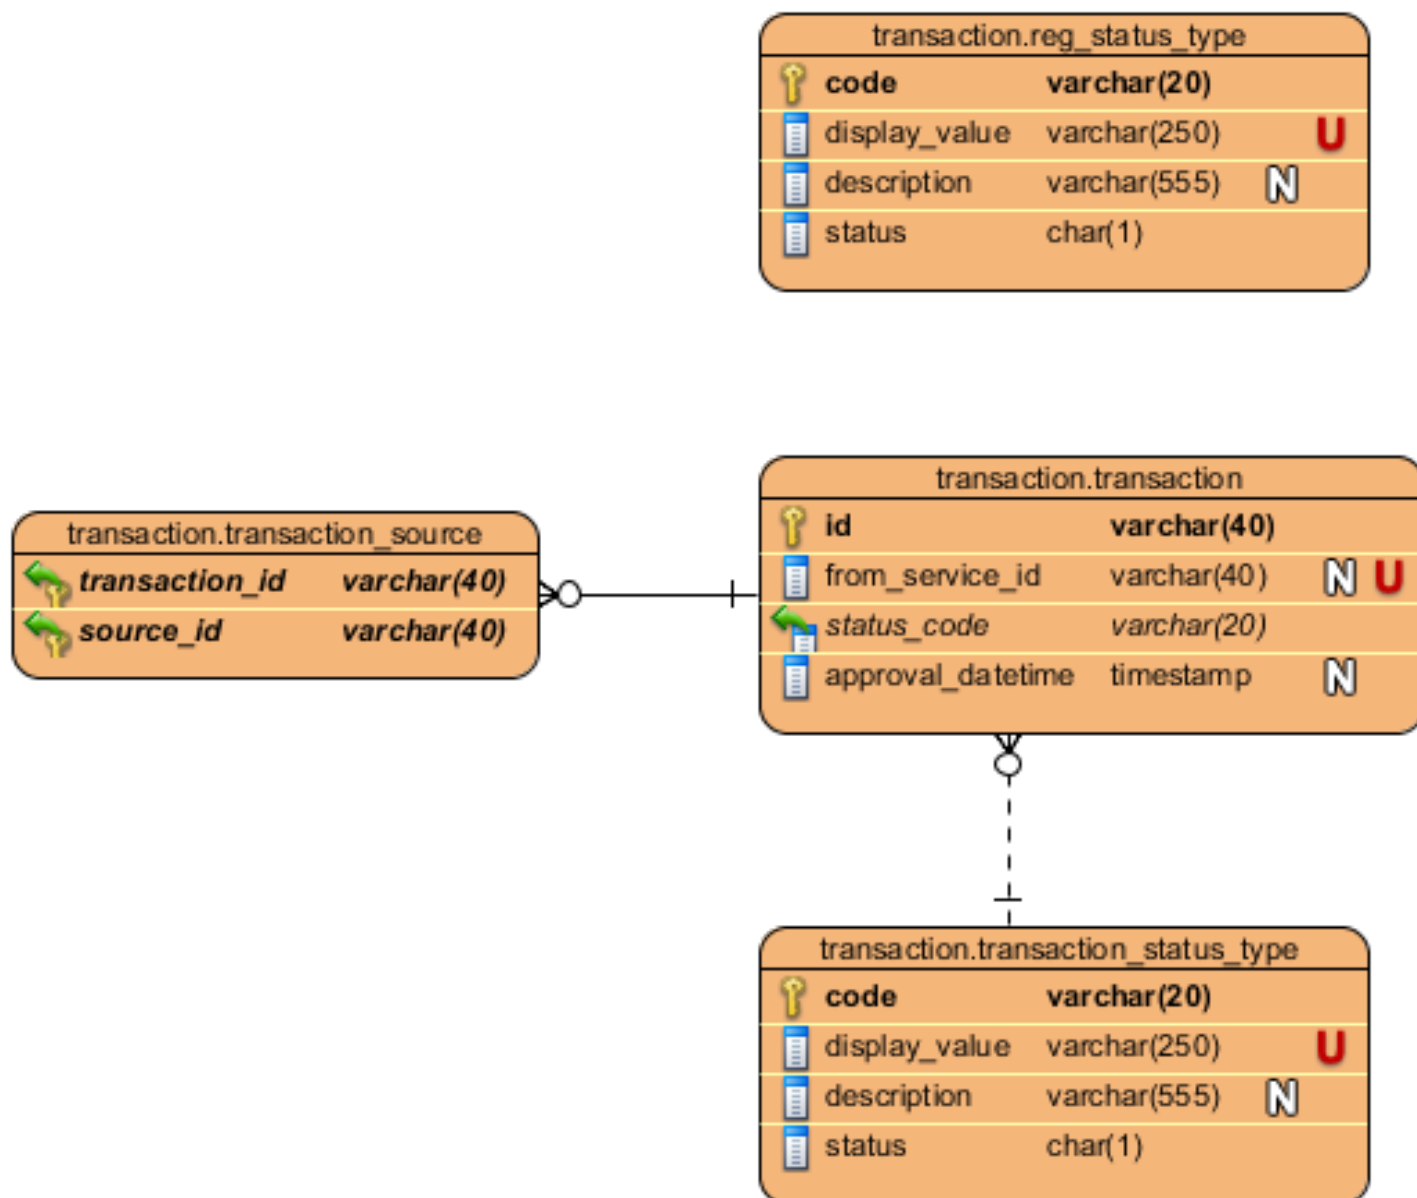 transaction.reg_status_type
code varchar(20)
display_value varchar(250) U
description varchar(555) N
status char(1)
transaction.transaction
id varchar(40)
from_service_id varchar(40) N U
status_code varchar(20)
approval_datetime timestamp N
transaction.transaction_source
transaction_id varchar(40)
source_id varchar(40)
transaction.transaction_status_type
code varchar(20)
display_value varchar(250) U
description varchar(555) N
status char(1)